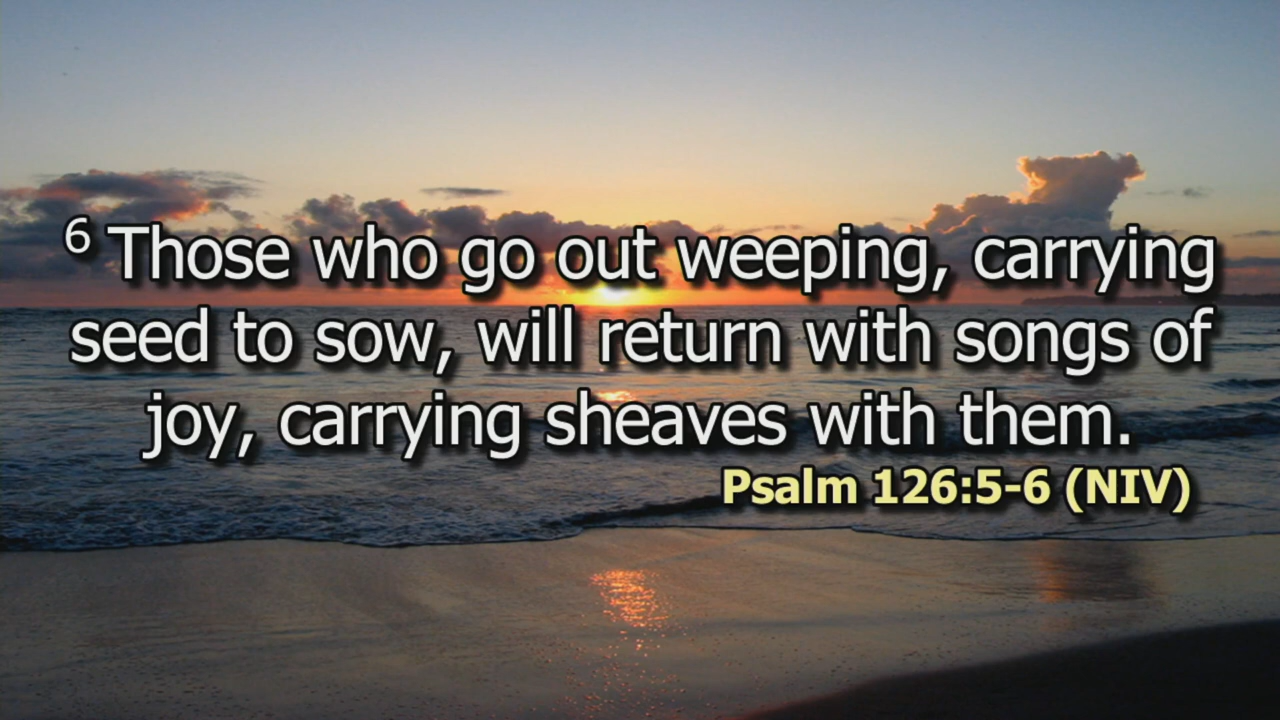 6 Those who go out weeping, carrying
seed to sow, will return with songs of
joy, carrying sheaves with them.
Psalm 126:5-6 (NIV)